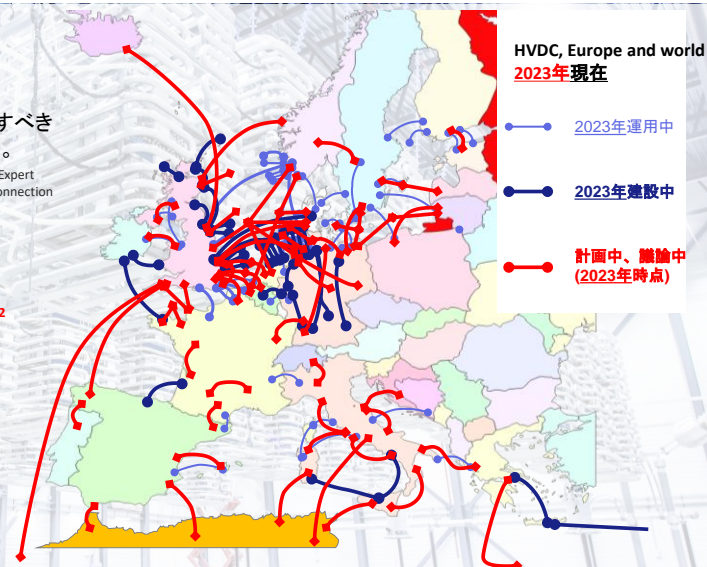 HVDC, Europe and world
2023年現在
すべき
。
Expert
onnection
2023年運用中
2023年建設中
2
計画中、議論中
(2023年時点)